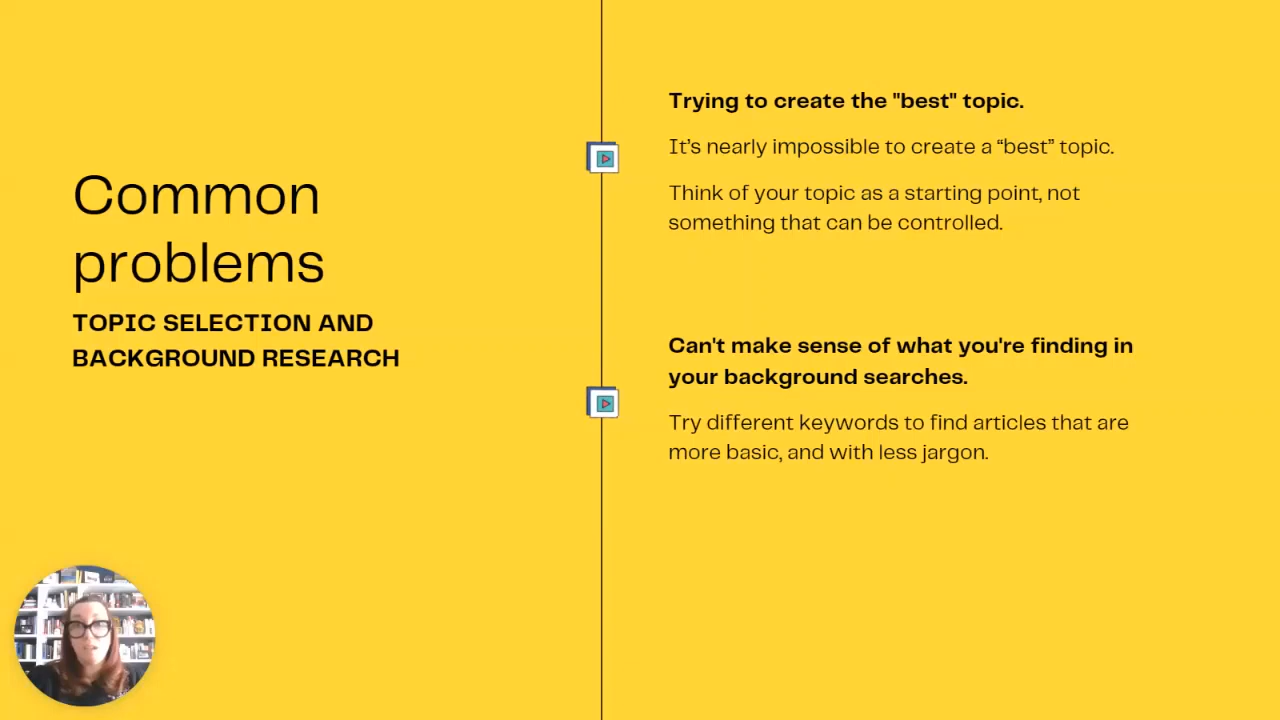 Common
problems
TOPIC SELECTION AND
BACKGROUND RESEARCH
Trying to create the "best" topic.
It’s nearly impossible to create a “best” topic.
Think of your topic as a starting point, not
something that can be controlled.
Can't make sense of what you're finding in
your background searches.
Try different keywords to find articles that are
more basic, and with less jargon.